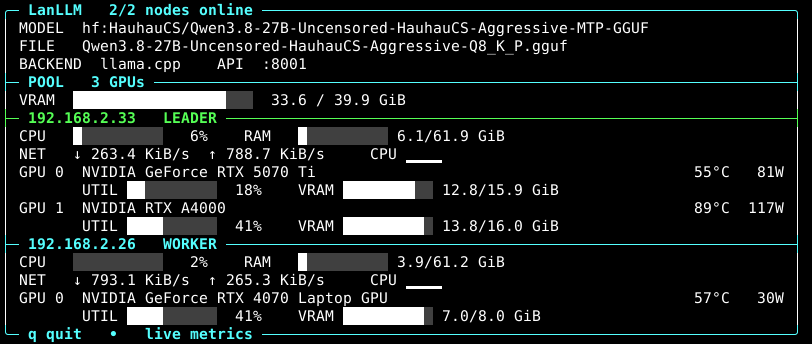 LanLLM 2/2 nodes online
MODEL hf:HauhauCS/Qwen3.8-27B-Uncensored-HauhauCS-Aggressive-MTP-GGUF
FILE Qwen3.8-27B-Uncensored-HauhauCS-Aggressive-Q8_K_P.gguf
BACKEND llama.cpp API :8001
POOL 3 GPUs
VRAM 33.6 / 39.9 GiB
192.168.2.33 LEADER
CPU 6% RAM 6.1/61.9 GiB
NET ↓ 263.4 KiB/s ↑ 788.7 KiB/s CPU
GPU 0 NVIDIA GeForce RTX 5070 Ti 55°C 81W
UTIL 18% VRAM 12.8/15.9 GiB
GPU 1 NVIDIA RTX A4000 89°C 117W
UTIL 41% VRAM 13.8/16.0 GiB
192.168.2.26 WORKER
CPU 2% RAM 3.9/61.2 GiB
NET ↓ 793.1 KiB/s ↑ 265.3 KiB/s CPU
GPU 0 NVIDIA GeForce RTX 4070 Laptop GPU 57°C 30W
UTIL 41% VRAM 7.0/8.0 GiB
q quit • live metrics